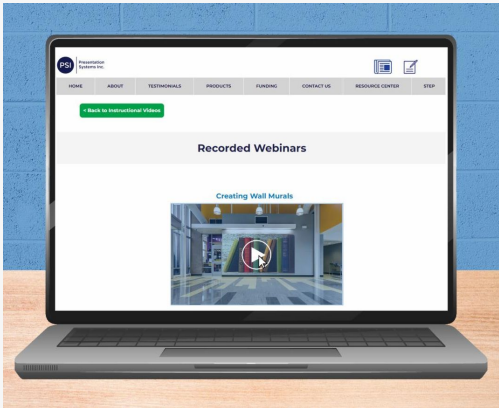 PSI Presentation
Systems Inc.
HOME ABOUT TESTIMONIALS PRODUCTS FUNDING CONTACT US RESOURCE CENTER STEP
< Back to Instructional Videos
Recorded Webinars
Creating Wall Murals